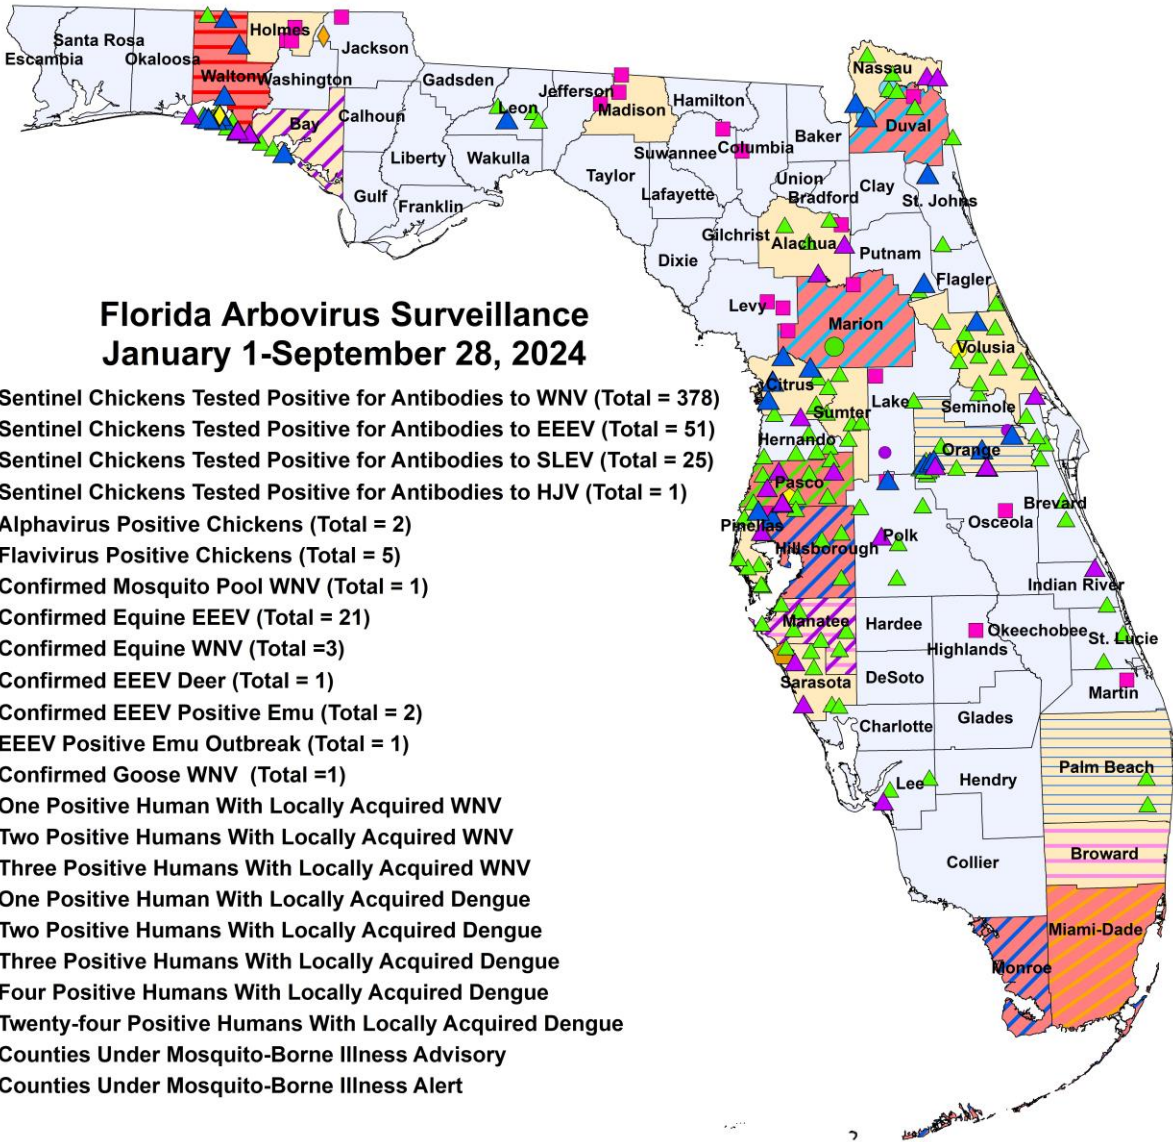 Holmes
Santa Rosa
Jackson
Escambia
Okaloosa
Walton
Washington
Gadsden
Nassau
Leon
Jefferson
Madison
Hamilton
Bay
Calhoun
Duval
Baker
Suwannee
Columbia
Liberty
Wakulla
Taylor
Union
Clay
Lafayette
Bradford
St. Johns
Gulf
Franklin
Gilchrist
Alachua
Putnam
Dixie
Flagler
Levy
Marion
Volusia
Florida Arbovirus Surveillance
January 1-September 28, 2024
Citrus
Lake
Seminole
Sumter
Hernando
Orange
Pasco
Brevard
Osceola
Pinellas
Hillsborough
Polk
Indian River
Manatee
Hardee
Okeechobee
St. Lucie
Highlands
Sarasota
DeSoto
Martin
Charlotte
Glades
Palm Beach
Lee
Hendry
Broward
Collier
Miami-Dade
Monroe
Sentinel Chickens Tested Positive for Antibodies to WNV (Total = 378)
Sentinel Chickens Tested Positive for Antibodies to EEEV (Total = 51)
Sentinel Chickens Tested Positive for Antibodies to SLEV (Total = 25)
Sentinel Chickens Tested Positive for Antibodies to HJV (Total = 1)
Alphavirus Positive Chickens (Total = 2)
Flavivirus Positive Chickens (Total = 5)
Confirmed Mosquito Pool WNV (Total = 1)
Confirmed Equine EEEV (Total = 21)
Confirmed Equine WNV (Total =3)
Confirmed EEEV Deer (Total = 1)
Confirmed EEEV Positive Emu (Total = 2)
EEEV Positive Emu Outbreak (Total = 1)
Confirmed Goose WNV (Total =1)
One Positive Human With Locally Acquired WNV
Two Positive Humans With Locally Acquired WNV
Three Positive Humans With Locally Acquired WNV
One Positive Human With Locally Acquired Dengue
Two Positive Humans With Locally Acquired Dengue
Three Positive Humans With Locally Acquired Dengue
Four Positive Humans With Locally Acquired Dengue
Twenty-four Positive Humans With Locally Acquired Dengue
Counties Under Mosquito-Borne Illness Advisory
Counties Under Mosquito-Borne Illness Alert